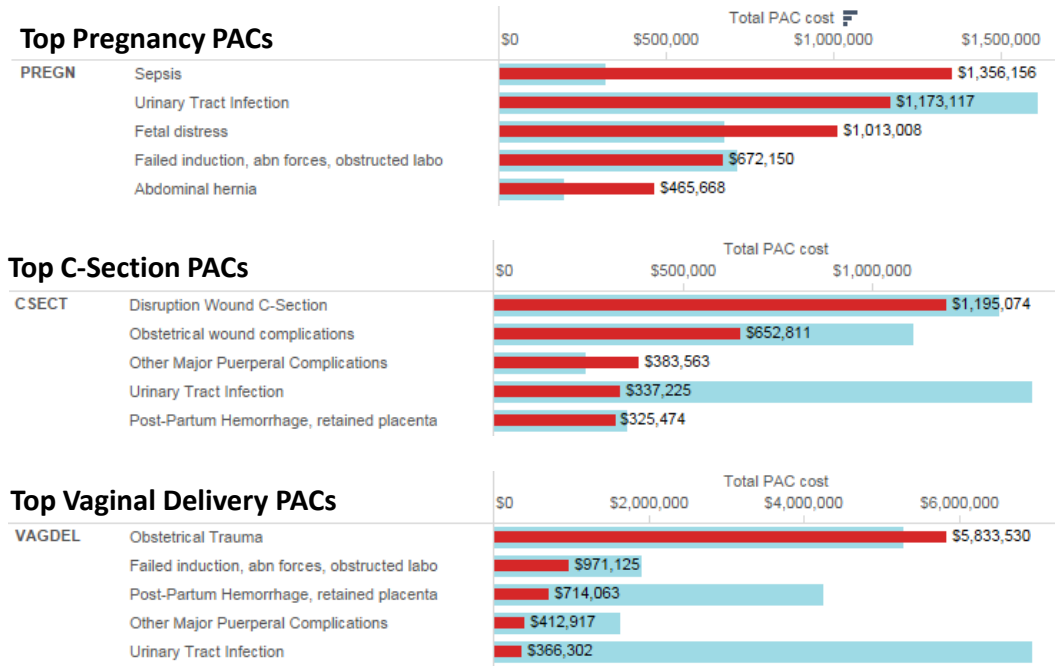 Top Pregnancy PACs
Total PAC cost
$0 $500,000 $1,000,000 $1,500,000
PREGN Sepsis $1,356,156
Urinary Tract Infection $1,173,117
Fetal distress $1,013,008
Failed induction, abn forces, obstructed labo $672,150
Abdominal hernia $465,668
Top C-Section PACs
Total PAC cost
$0 $500,000 $1,000,000
CSECT Disruption Wound C-Section $1,195,074
Obstetrical wound complications $652,811
Other Major Puerperal Complications $383,563
Urinary Tract Infection $337,225
Post-Partum Hemorrhage, retained placenta $325,474
Top Vaginal Delivery PACs
Total PAC cost
$0 $2,000,000 $4,000,000 $6,000,000
VAGDEL Obstetrical Trauma $5,833,530
Failed induction, abn forces, obstructed labo $971,125
Post-Partum Hemorrhage, retained placenta $714,063
Other Major Puerperal Complications $412,917
Urinary Tract Infection $366,302